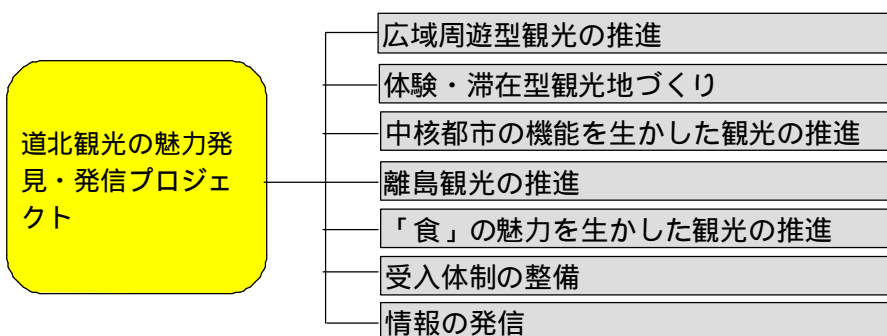 道北観光の魅力発
見・発信プロジェ
クト
広域周遊型観光の推進
体験・滞在型観光地づくり
中核都市の機能を生かした観光の推進
離島観光の推進
「食」の魅力を生かした観光の推進
受入体制の整備
情報の発信